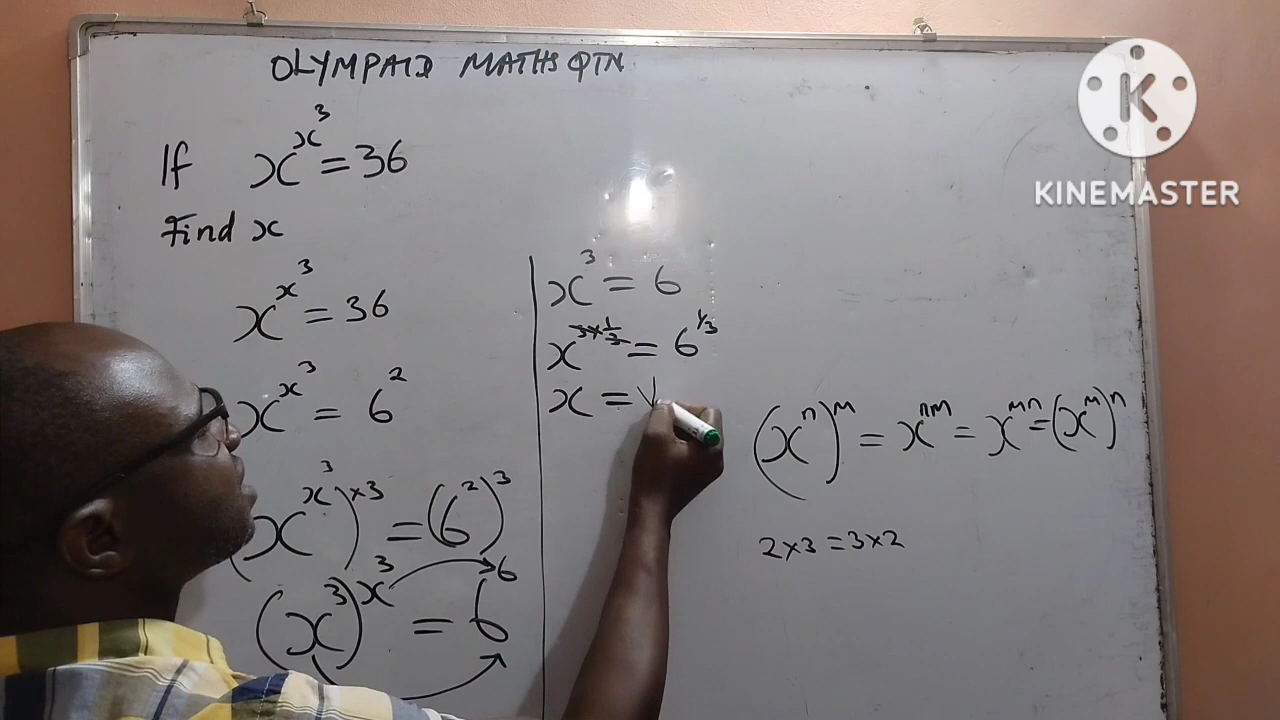 OLYMPAID MATHS QTN
If x^{x^3} = 36
Find x
x^{x^3} = 36
x^{x^3} = 6^2
(x^{x^3})^{×3} = (6^2)^3
(x^3)^{x^3} = 6^6
x^3 = 6
x^{3×1/3} = 6^{1/3}
x = √
(x^n)^m = x^{nm} = x^{mn} = (x^m)^n
2×3 = 3×2
K
KINEMASTER